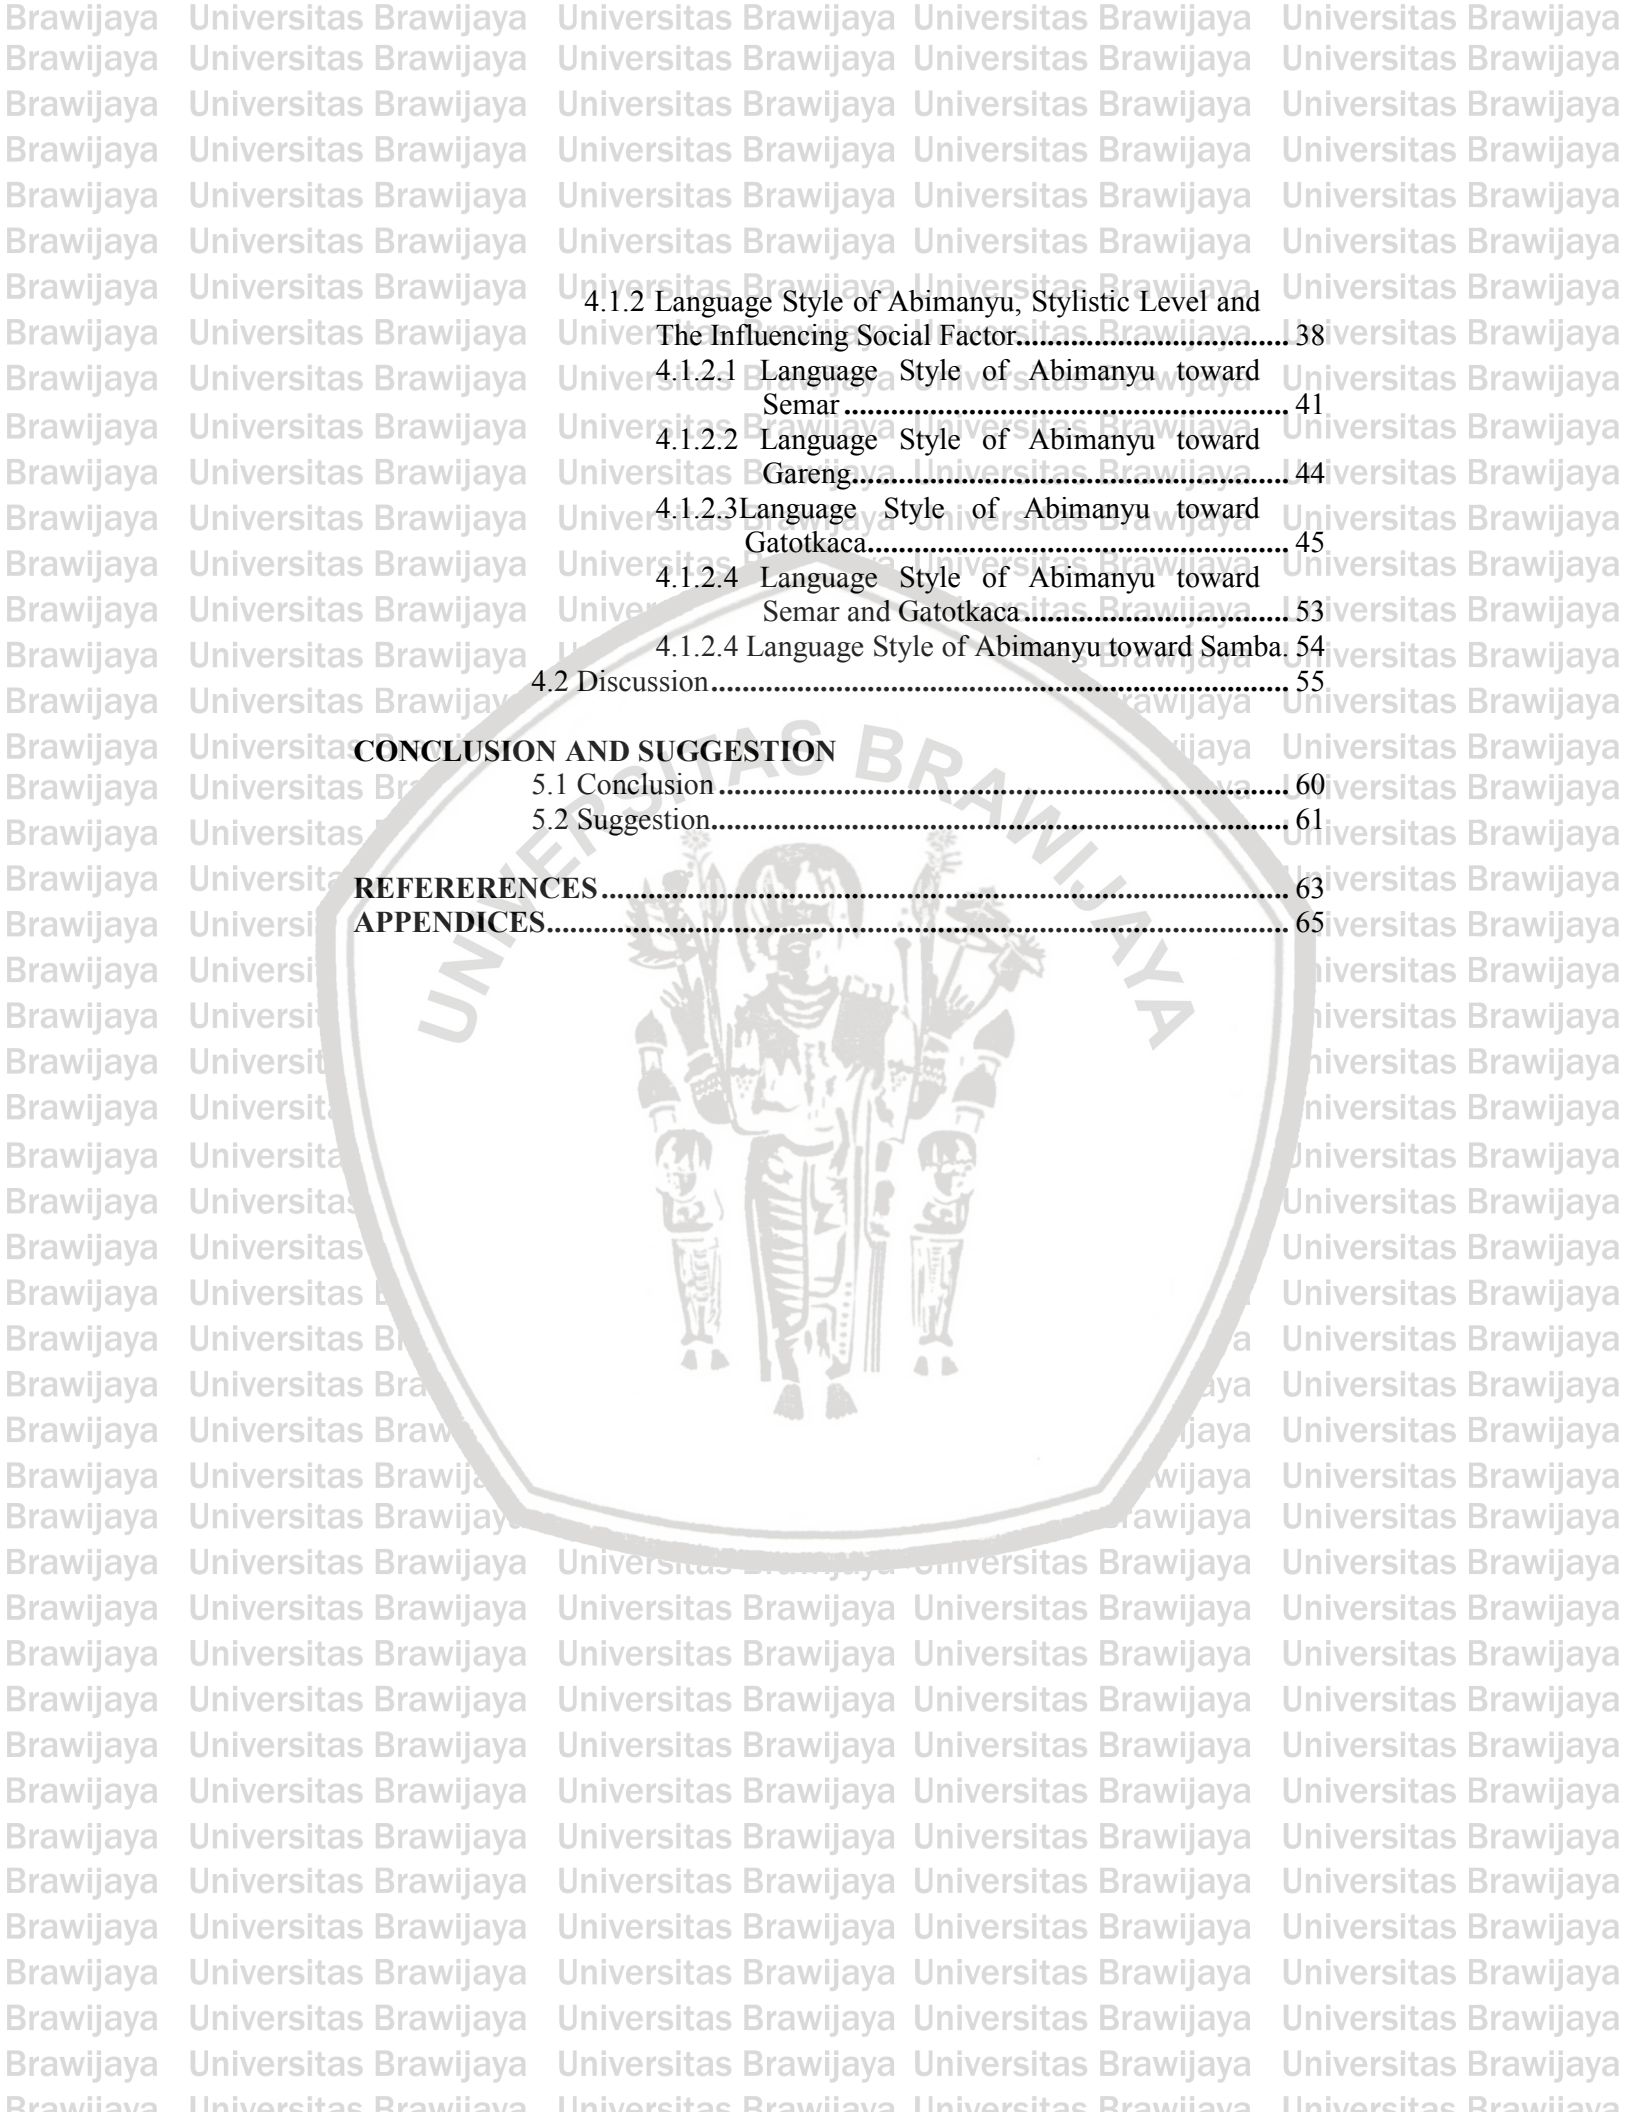 4.1.2 Language Style of Abimanyu, Stylistic Level and
The Influencing Social Factor.................................. 38
4.1.2.1 Language Style of Abimanyu toward
Semar......................................................... 41
4.1.2.2 Language Style of Abimanyu toward
Gareng........................................................ 44
4.1.2.3Language Style of Abimanyu toward
Gatotkaca...................................................... 45
4.1.2.4 Language Style of Abimanyu toward
Semar and Gatotkaca.................................. 53
4.1.2.4 Language Style of Abimanyu toward Samba. 54
4.2 Discussion.......................................................................... 55
CONCLUSION AND SUGGESTION
5.1 Conclusion......................................................................... 60
5.2 Suggestion.......................................................................... 61
REFERERENCES........................................................................................ 63
APPENDICES............................................................................................... 65
UNIVERSITAS BRAWIJAYA